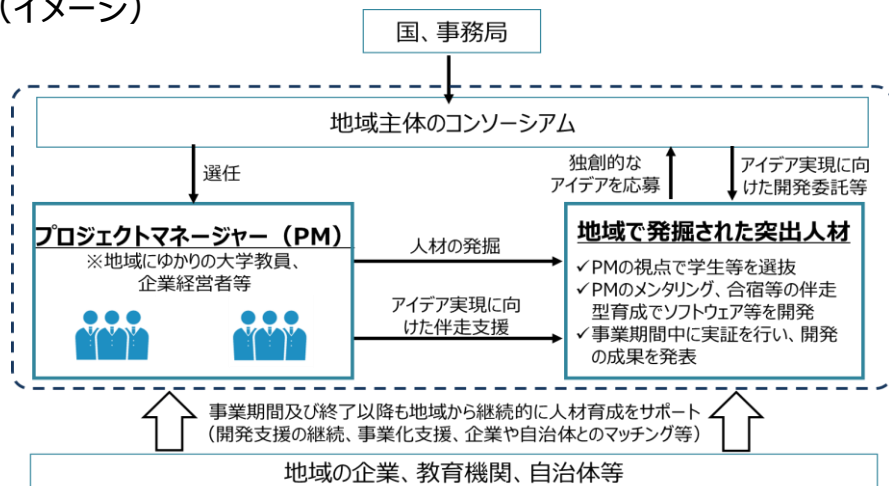 （イメージ）
国、事務局
地域主体のコンソーシアム
選任
独創的な
アイデアを応募
アイデア実現に向
けた開発委託等
プロジェクトマネージャー（PM）
※地域にゆかりの大学教員、
企業経営者等
人材の発掘
アイデア実現に向
けた伴走支援
地域で発掘された突出人材
✓PMの視点で学生等を選抜
✓PMのメンタリング、合宿等の伴走
型育成でソフトウェア等を開発
✓事業期間中に実証を行い、開発
の成果を発表
事業期間及び終了以降も地域から継続的に人材育成をサポート
（開発支援の継続、事業化支援、企業や自治体とのマッチング等）
地域の企業、教育機関、自治体等